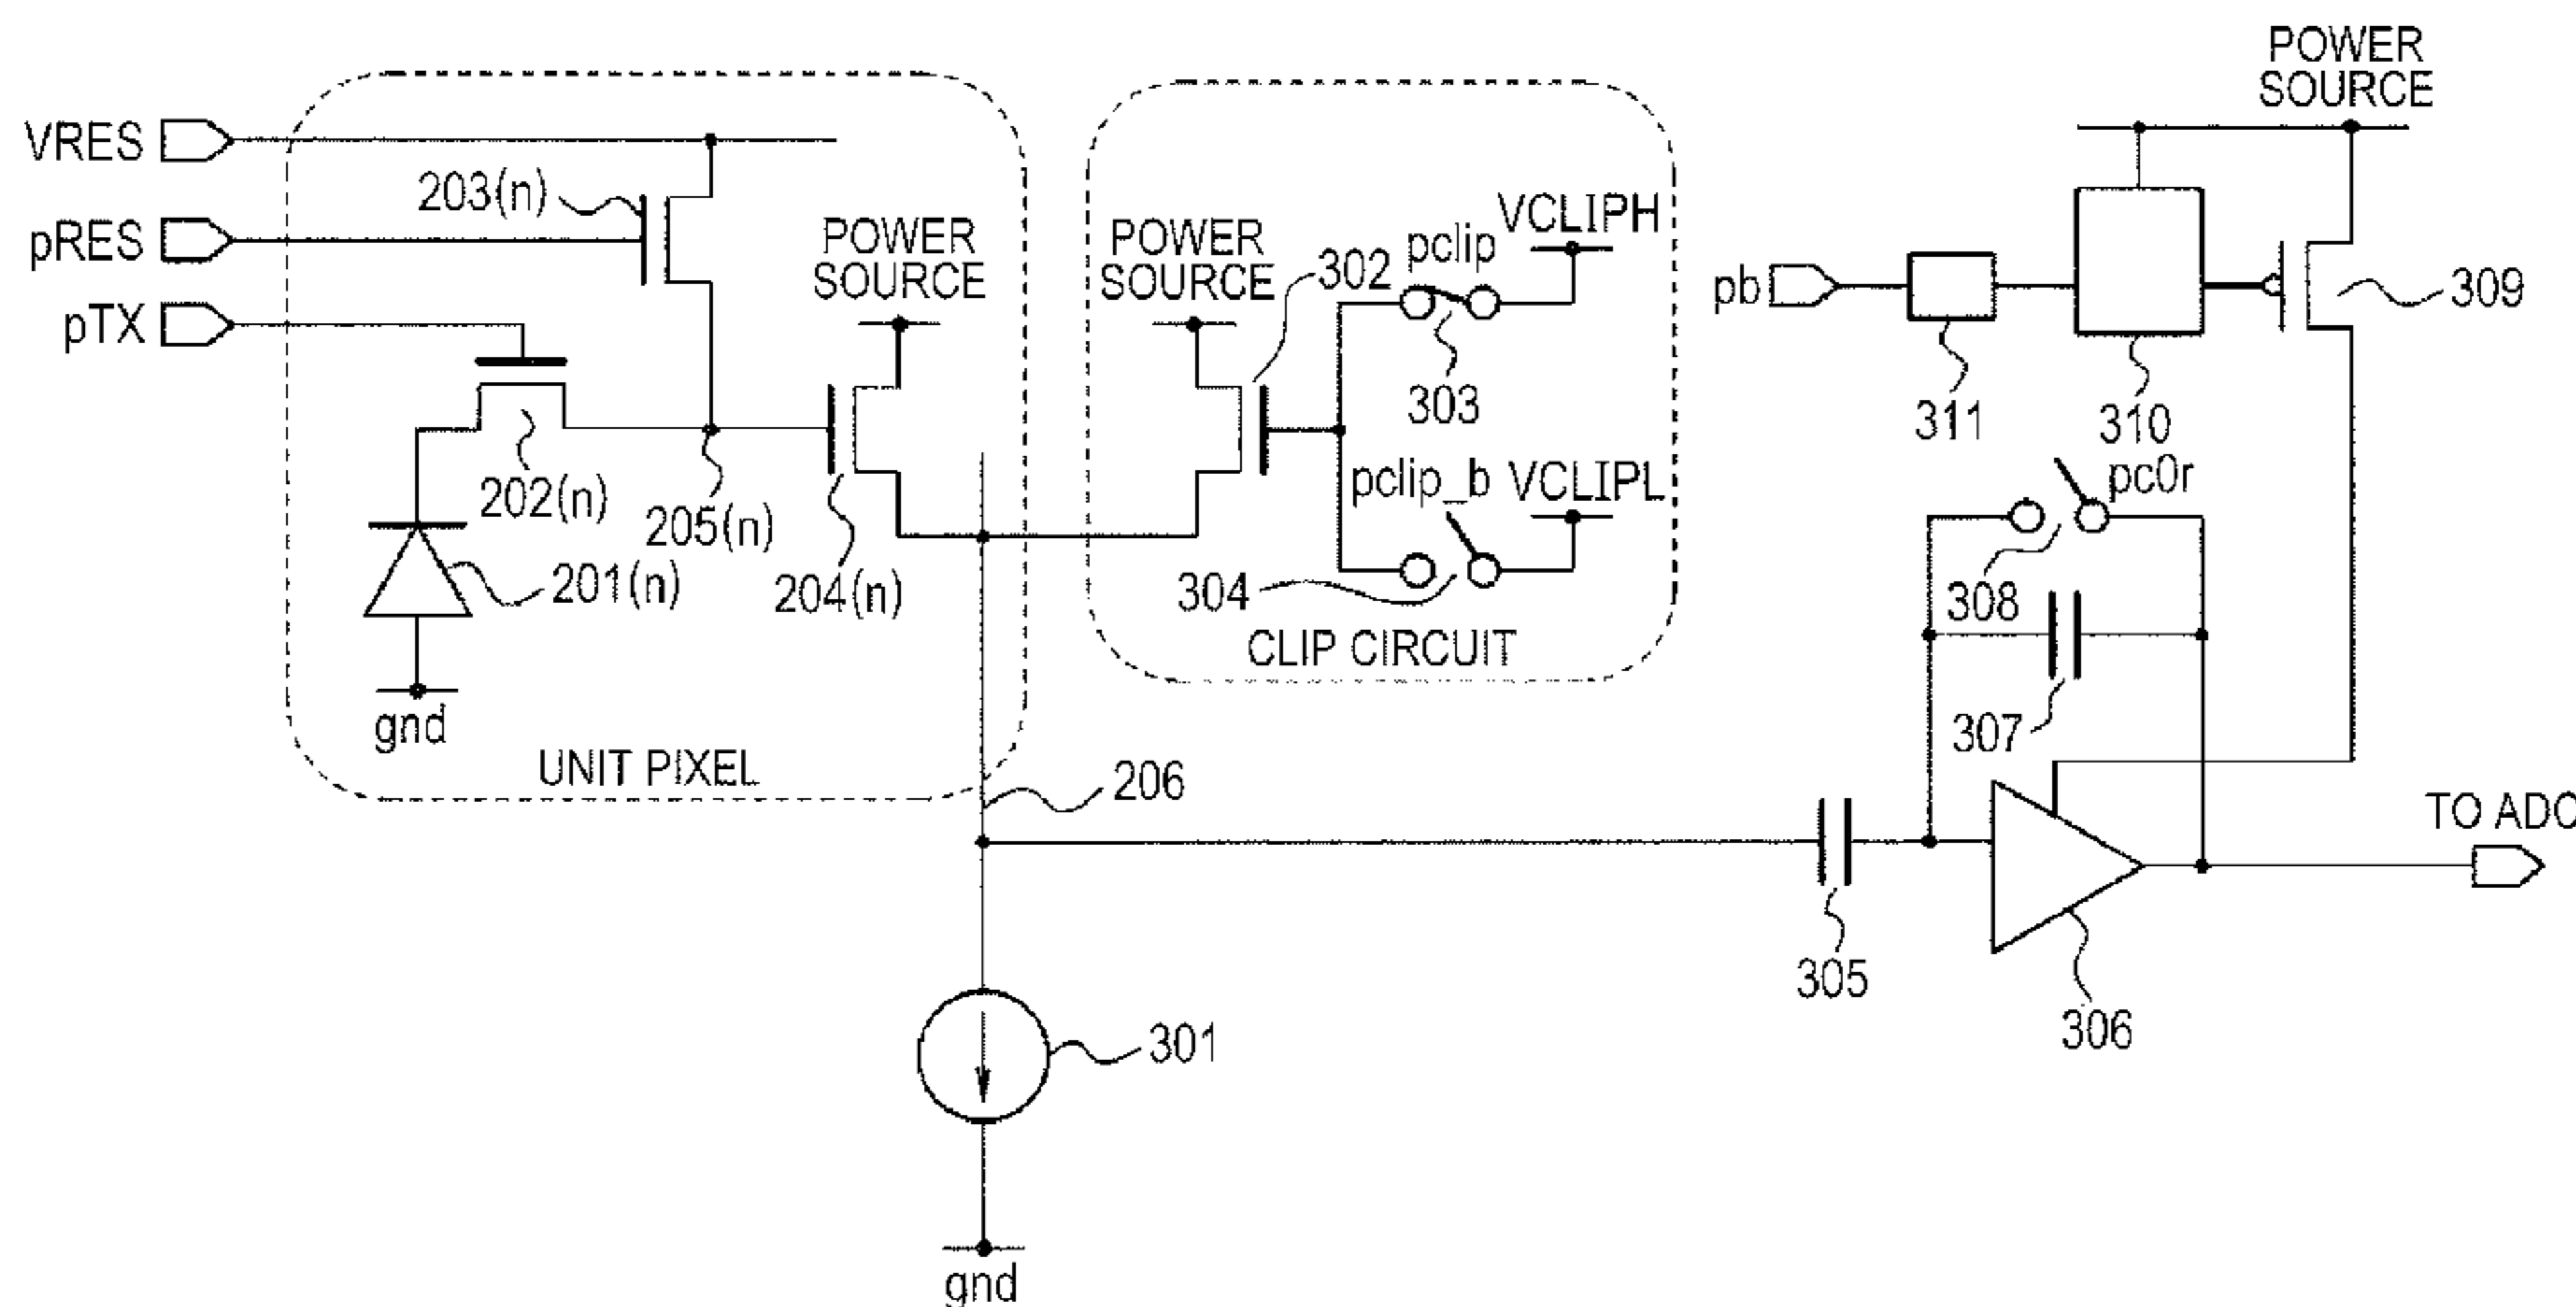 POWER
SOURCE
VRES
203(n)
pRES
POWER
SOURCE
POWER
SOURCE
302
pclip
VCLIPH
pb
309
pTX
303
311
310
202(n)
205(n)
pclip_b
VCLIPL
pc0r
201(n)
204(n)
304
308
CLIP CIRCUIT
gnd
307
UNIT PIXEL
206
TO ADC
305
306
301
gnd